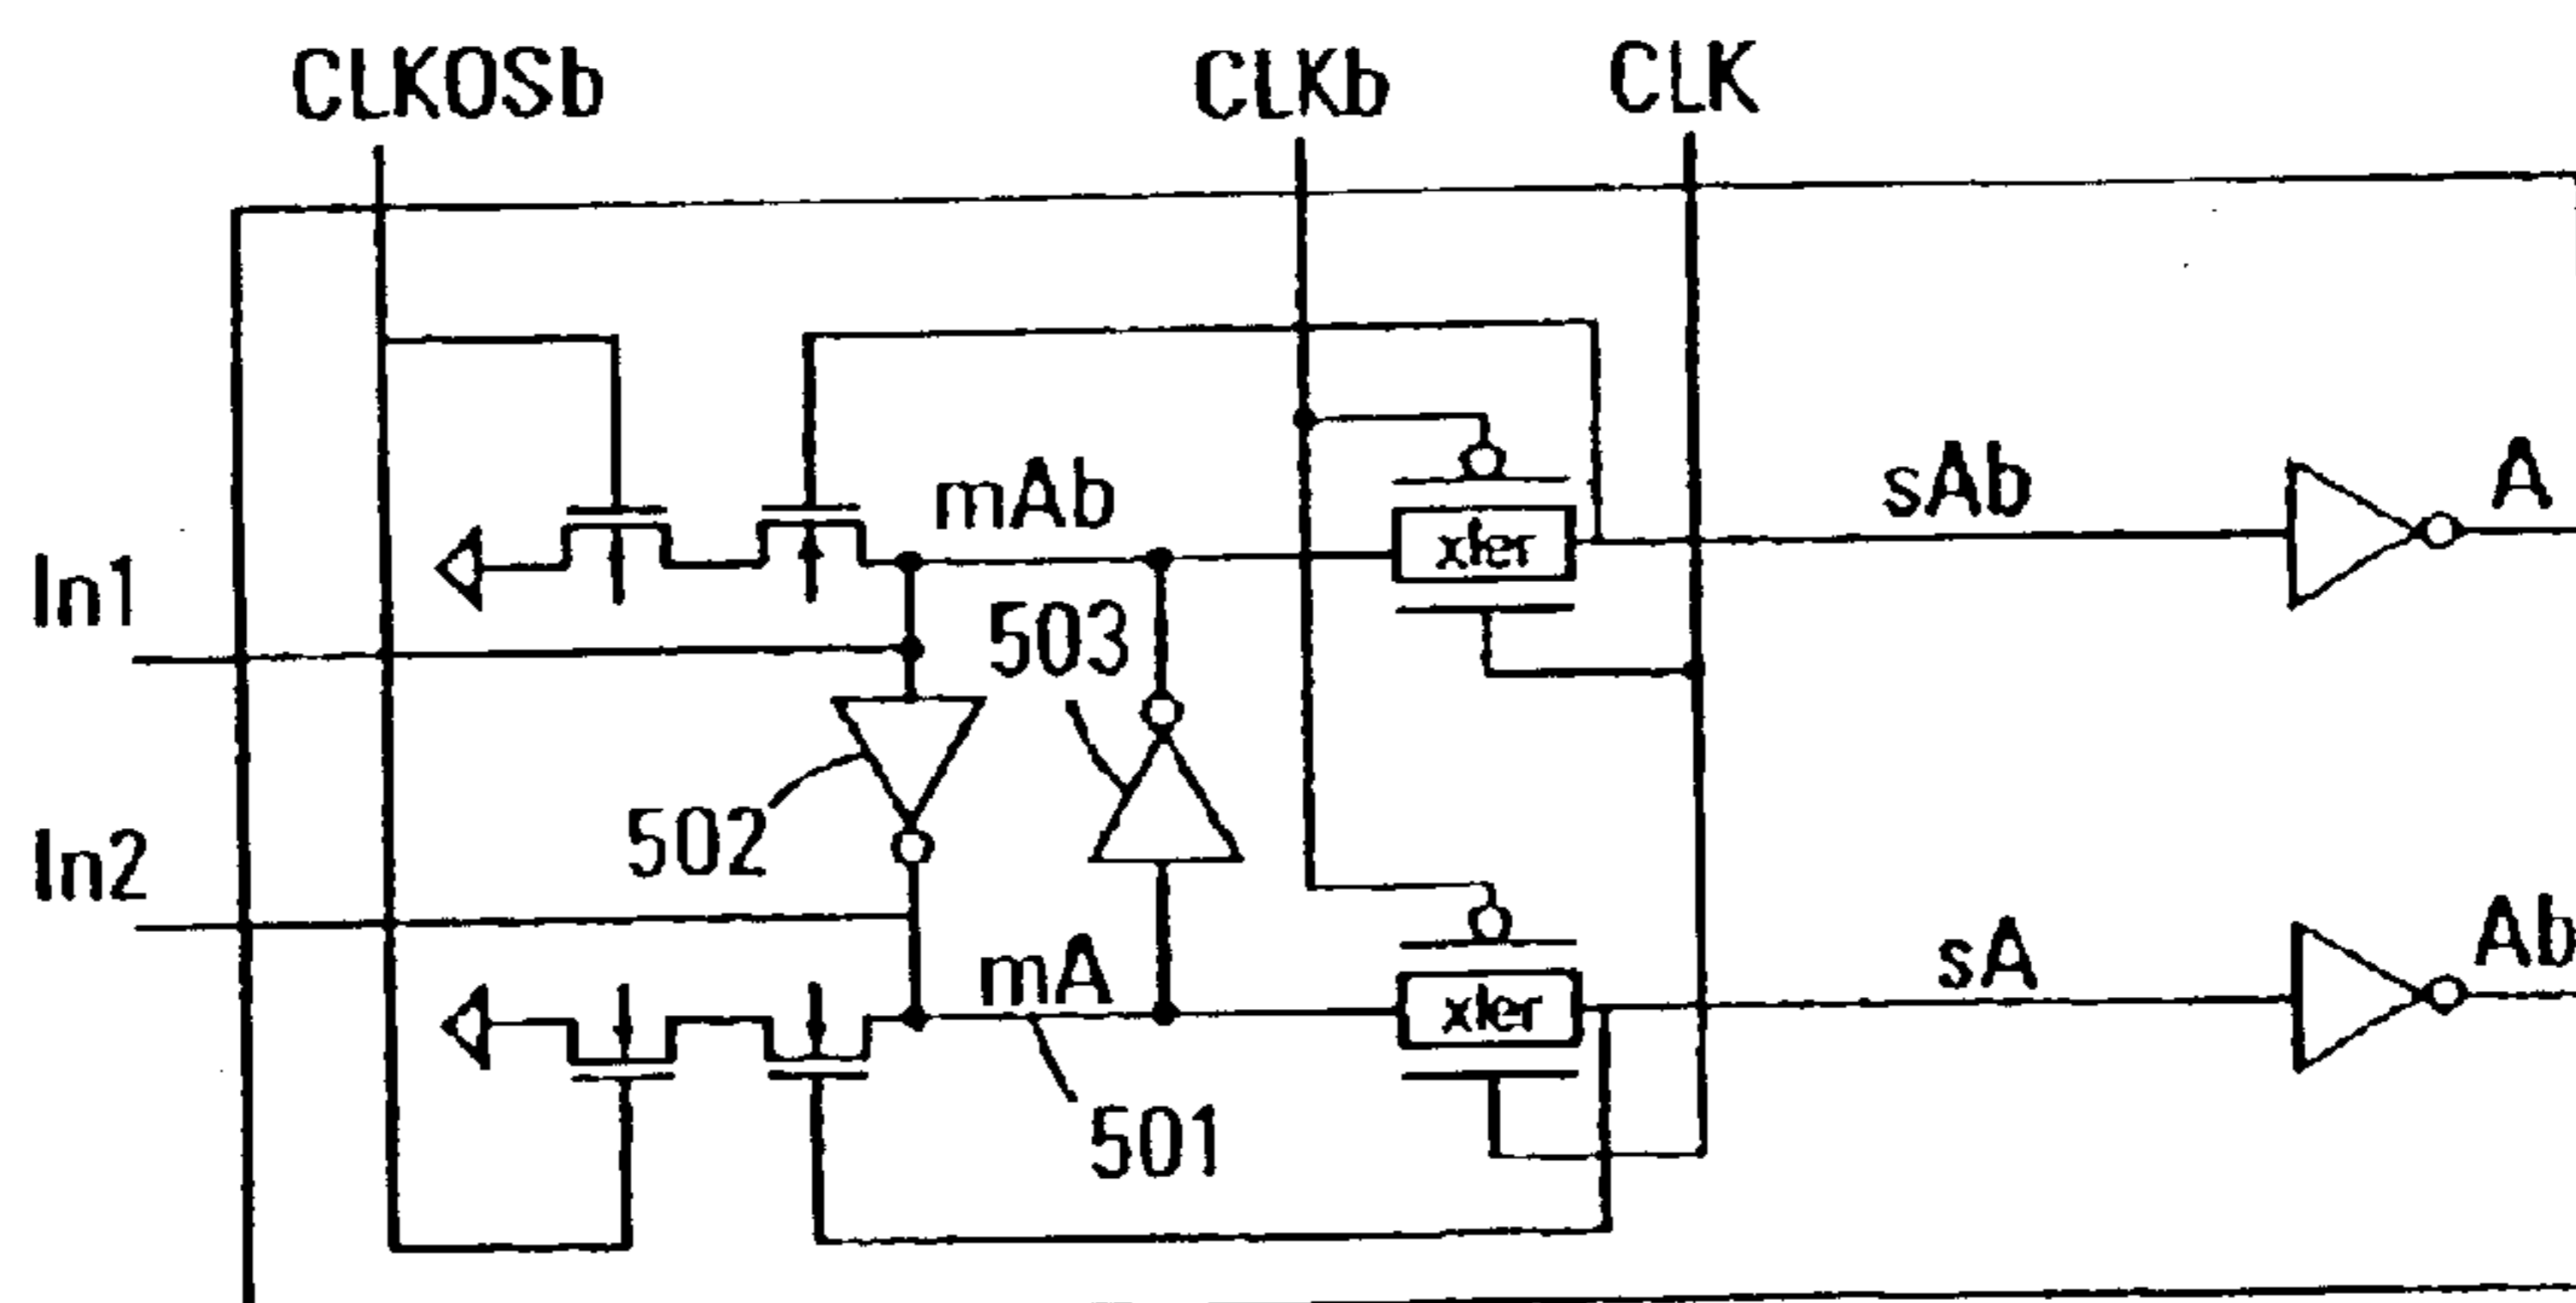 CLKOSb
CLKb
CLK
mAb
xfer
sAb
A
In1
503
502
In2
mA
xfer
sA
Ab
501